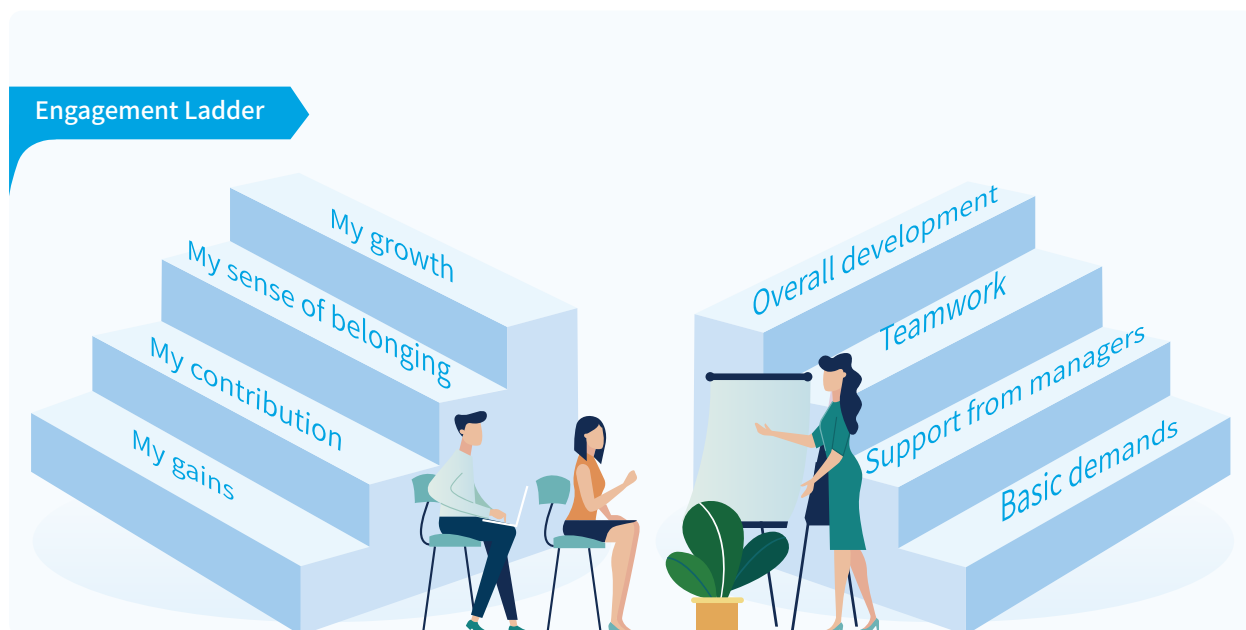 Engagement Ladder
My growth
My sense of belonging
My contribution
My gains
Overall development
Teamwork
Support from managers
Basic demands